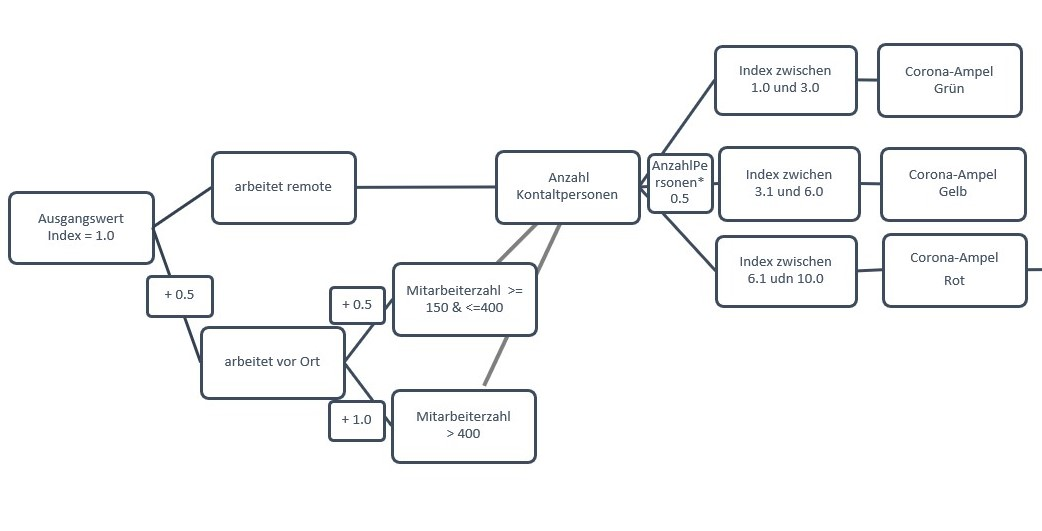 Ausgangswert
Index = 1.0
arbeitet remote
+ 0.5
arbeitet vor Ort
+ 0.5
Mitarbeiterzahl >=
150 & <=400
+ 1.0
Mitarbeiterzahl
> 400
Anzahl
Kontaltpersonen
AnzahlPe
rsonen*
0.5
Index zwischen
1.0 und 3.0
Corona-Ampel
Grün
Index zwichen
3.1 und 6.0
Corona-Ampel
Gelb
Index zwischen
6.1 udn 10.0
Corona-Ampel
Rot